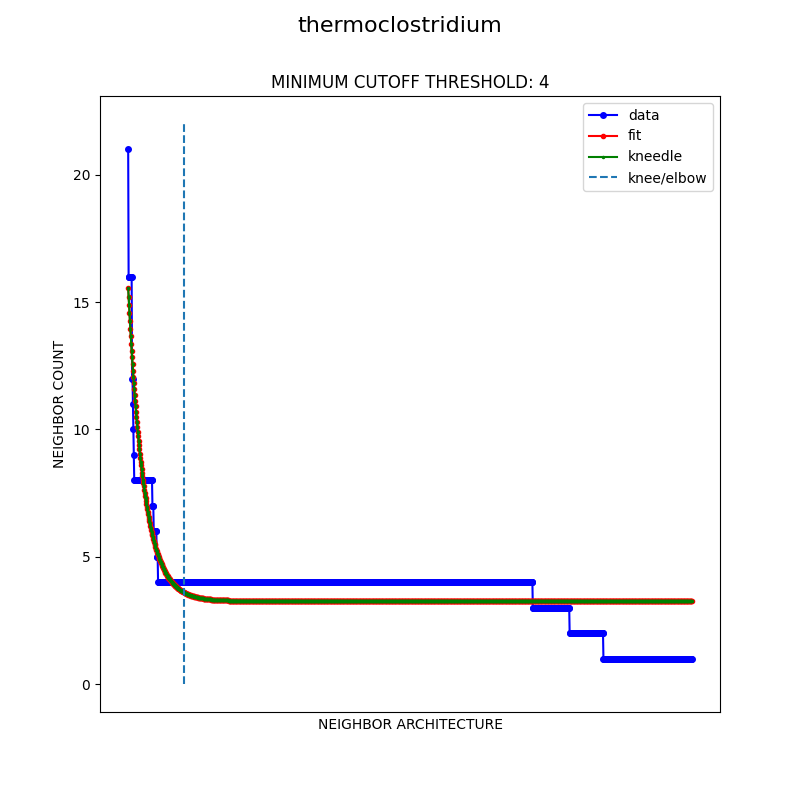 thermoclostridium
MINIMUM CUTOFF THRESHOLD: 4
data
fit
kneedle
knee/elbow
20
15
10
5
0
NEIGHBOR COUNT
NEIGHBOR ARCHITECTURE